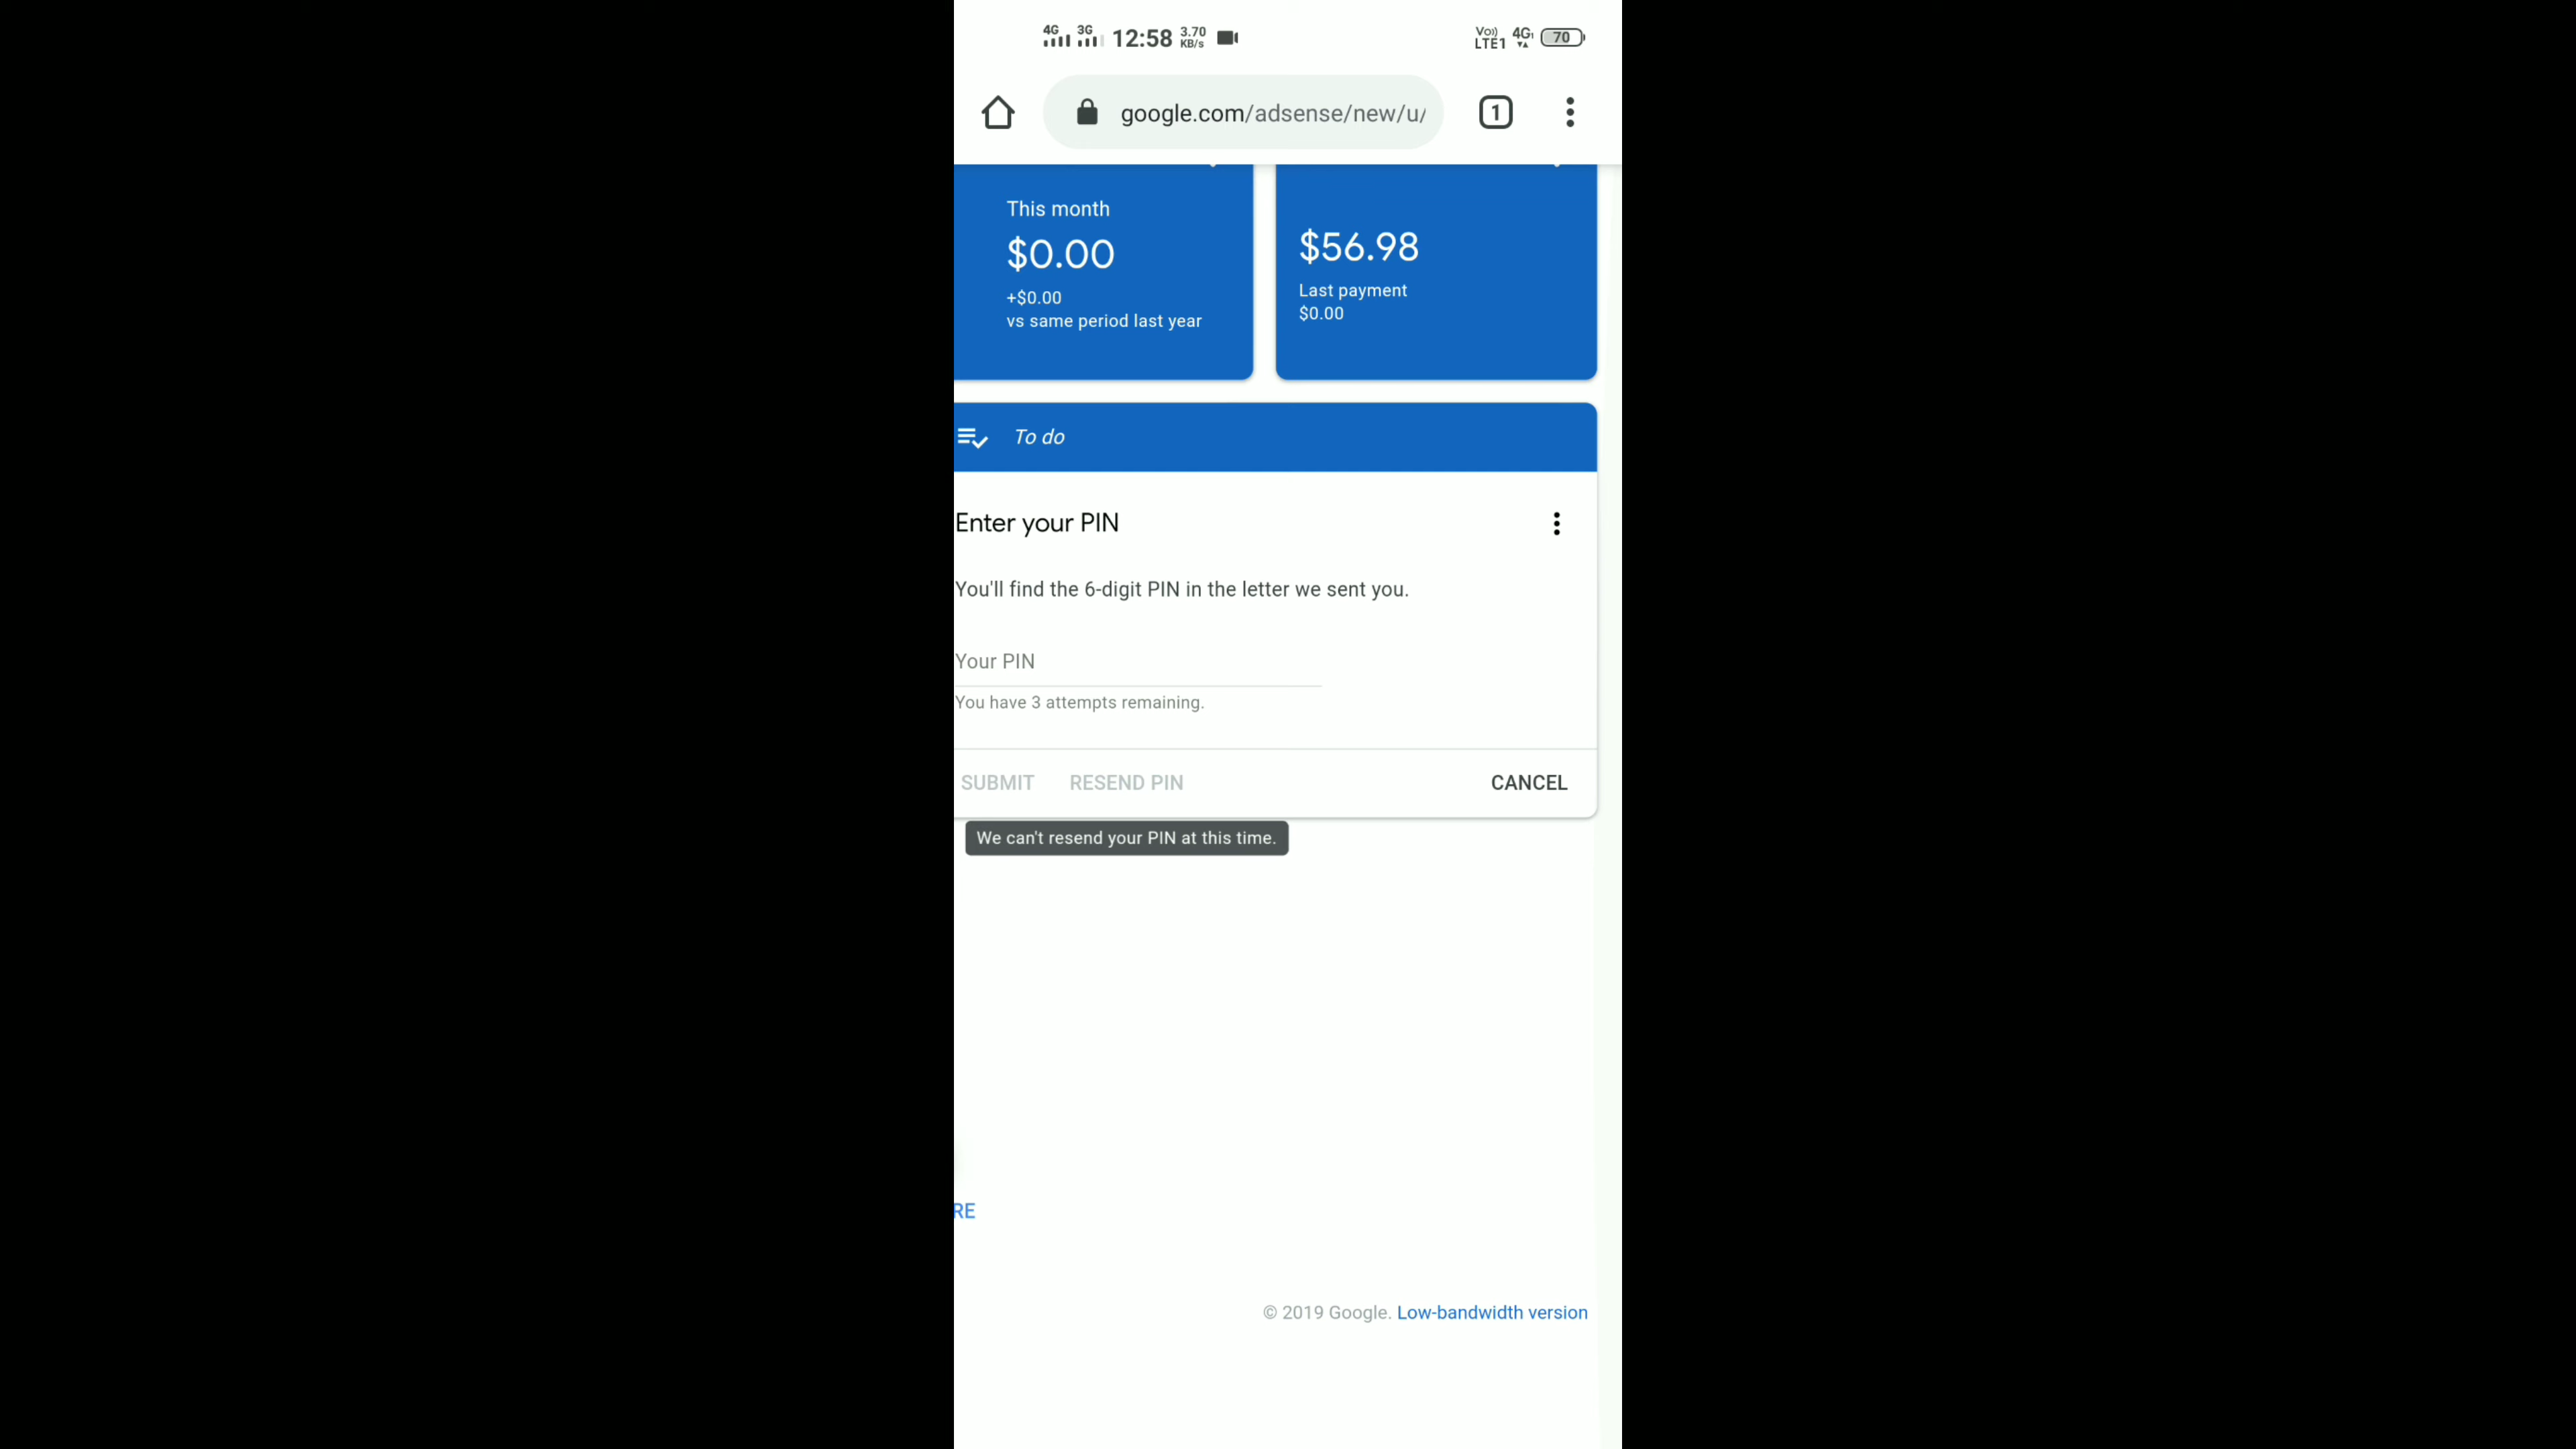 4G 3G 12:58 3.70 KB/s Vo)) LTE1 4G1 70
google.com/adsense/new/u/ 1
This month
$0.00
+$0.00
vs same period last year
$56.98
Last payment
$0.00
To do
Enter your PIN
You'll find the 6-digit PIN in the letter we sent you.
Your PIN
You have 3 attempts remaining.
SUBMIT RESEND PIN CANCEL
We can't resend your PIN at this time.
RE
© 2019 Google. Low-bandwidth version